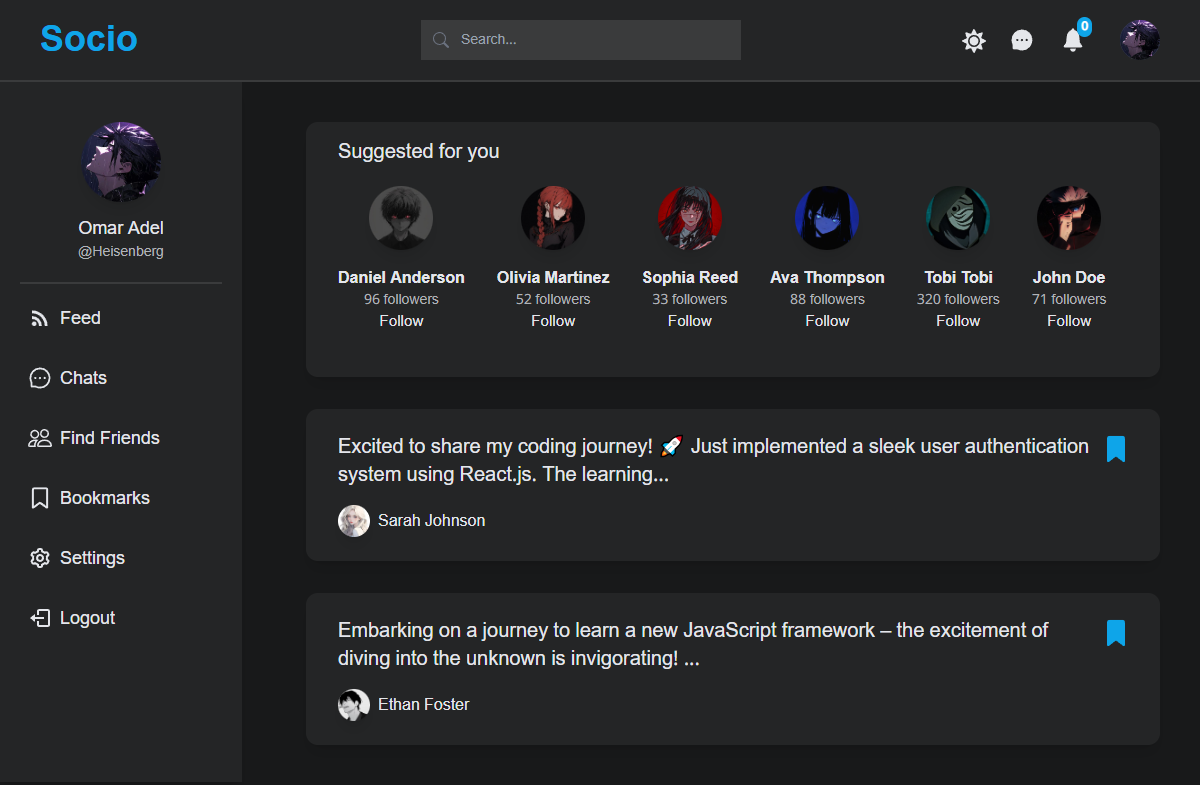 Socio
Search...
0
Omar Adel
@Heisenberg
Feed
Chats
Find Friends
Bookmarks
Settings
Logout
Suggested for you
Daniel Anderson
96 followers
Follow
Olivia Martinez
52 followers
Follow
Sophia Reed
33 followers
Follow
Ava Thompson
88 followers
Follow
Tobi Tobi
320 followers
Follow
John Doe
71 followers
Follow
Excited to share my coding journey! 🚀 Just implemented a sleek user authentication
system using React.js. The learning...
Sarah Johnson
Embarking on a journey to learn a new JavaScript framework – the excitement of
diving into the unknown is invigorating! ...
Ethan Foster